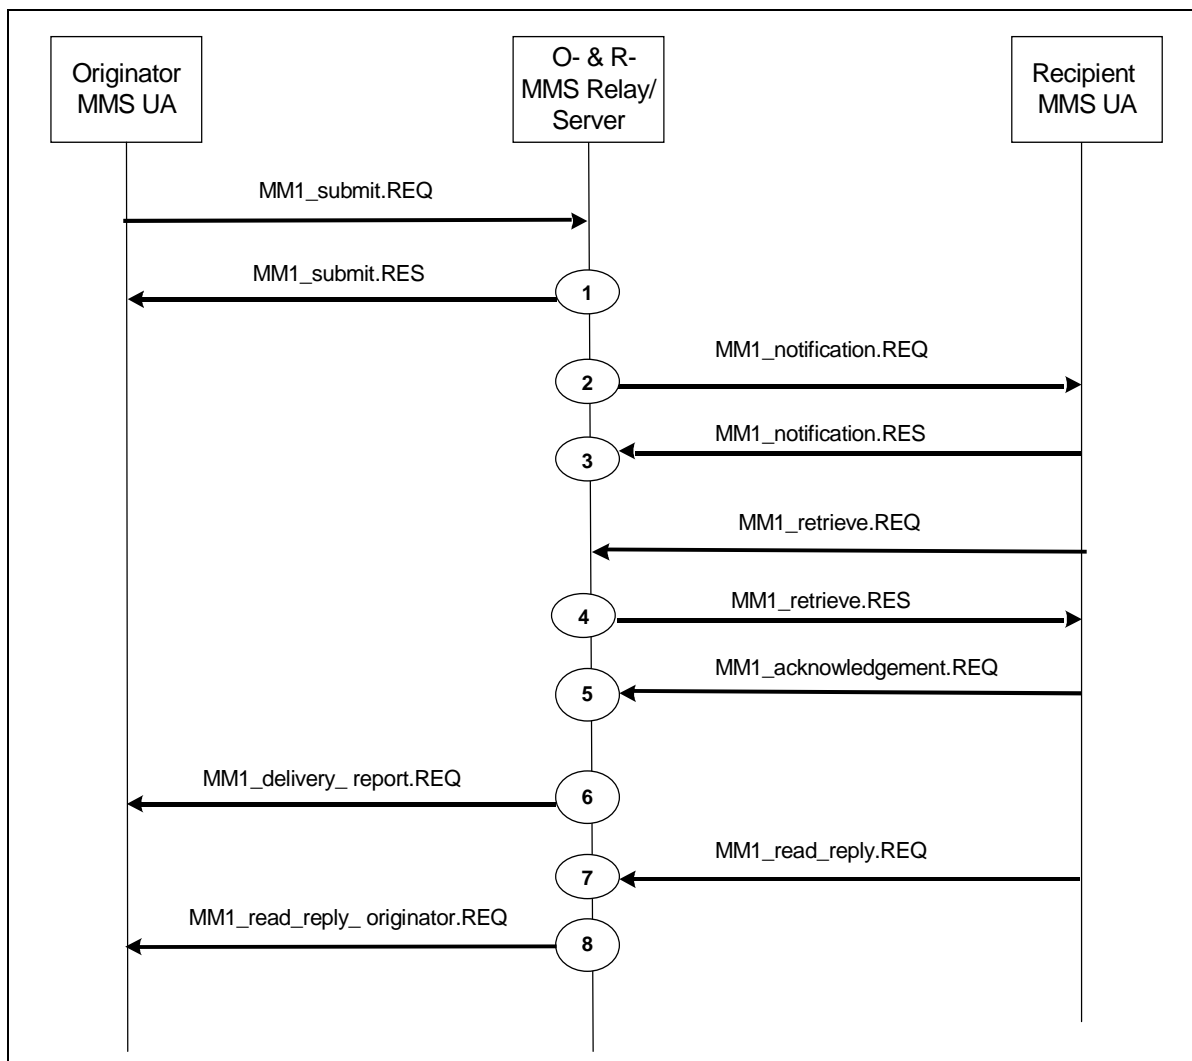 Originator
MMS UA
O- & R-
MMS Relay/
Server
Recipient
MMS UA
MM1_submit.REQ
MM1_submit.RES
1
MM1_notification.REQ
2
MM1_notification.RES
3
MM1_retrieve.REQ
MM1_retrieve.RES
4
MM1_acknowledgement.REQ
5
MM1_delivery_ report.REQ
6
MM1_read_reply.REQ
7
MM1_read_reply_ originator.REQ
8